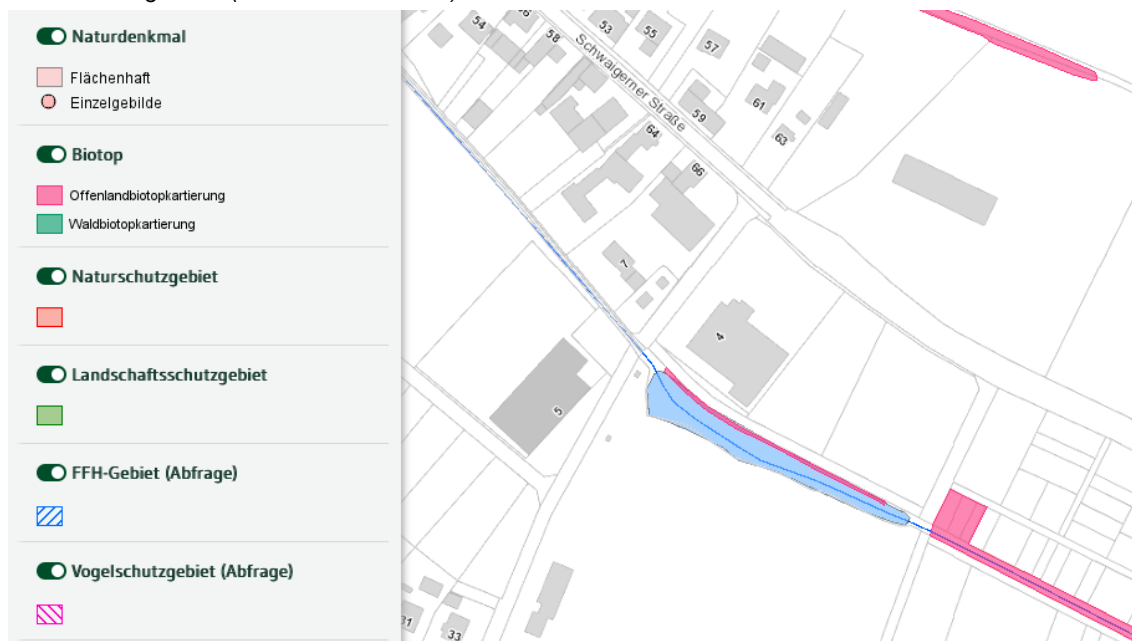 Naturdenkmal
Flächenhaft
Einzelgebilde
Biotop
Offenlandbiotopkartierung
Waldbiotopkartierung
Naturschutzgebiet
Landschaftsschutzgebiet
FFH-Gebiet (Abfrage)
Vogelschutzgebiet (Abfrage)
54
58
53
55
57
Schwaigerner Straße
59
61
63
64
66
7
4
5
31
33